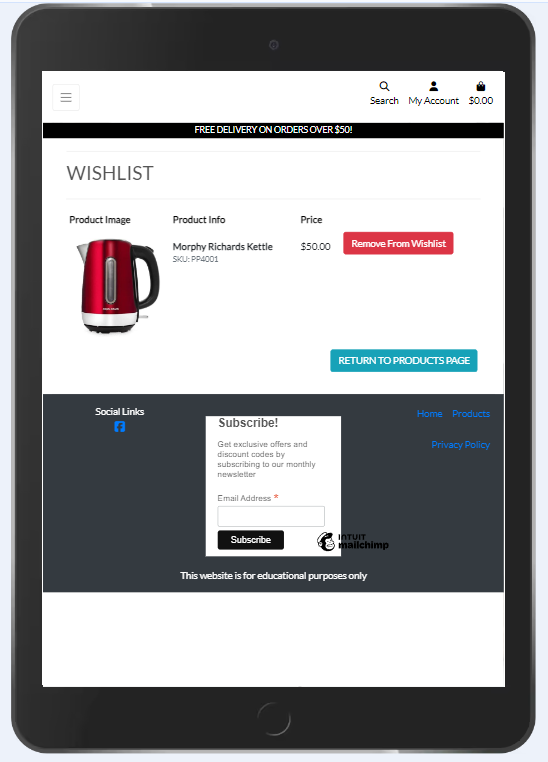 Search My Account $0.00
FREE DELIVERY ON ORDERS OVER $50!
WISHLIST
Product Image Product Info Price
Morphy Richards Kettle $50.00 Remove From Wishlist
SKU: PP4001
RETURN TO PRODUCTS PAGE
Social Links
Home Products
Privacy Policy
Subscribe!
Get exclusive offers and
discount codes by
subscribing to our monthly
newsletter
Email Address *
Subscribe
INTUIT
mailchimp
This website is for educational purposes only